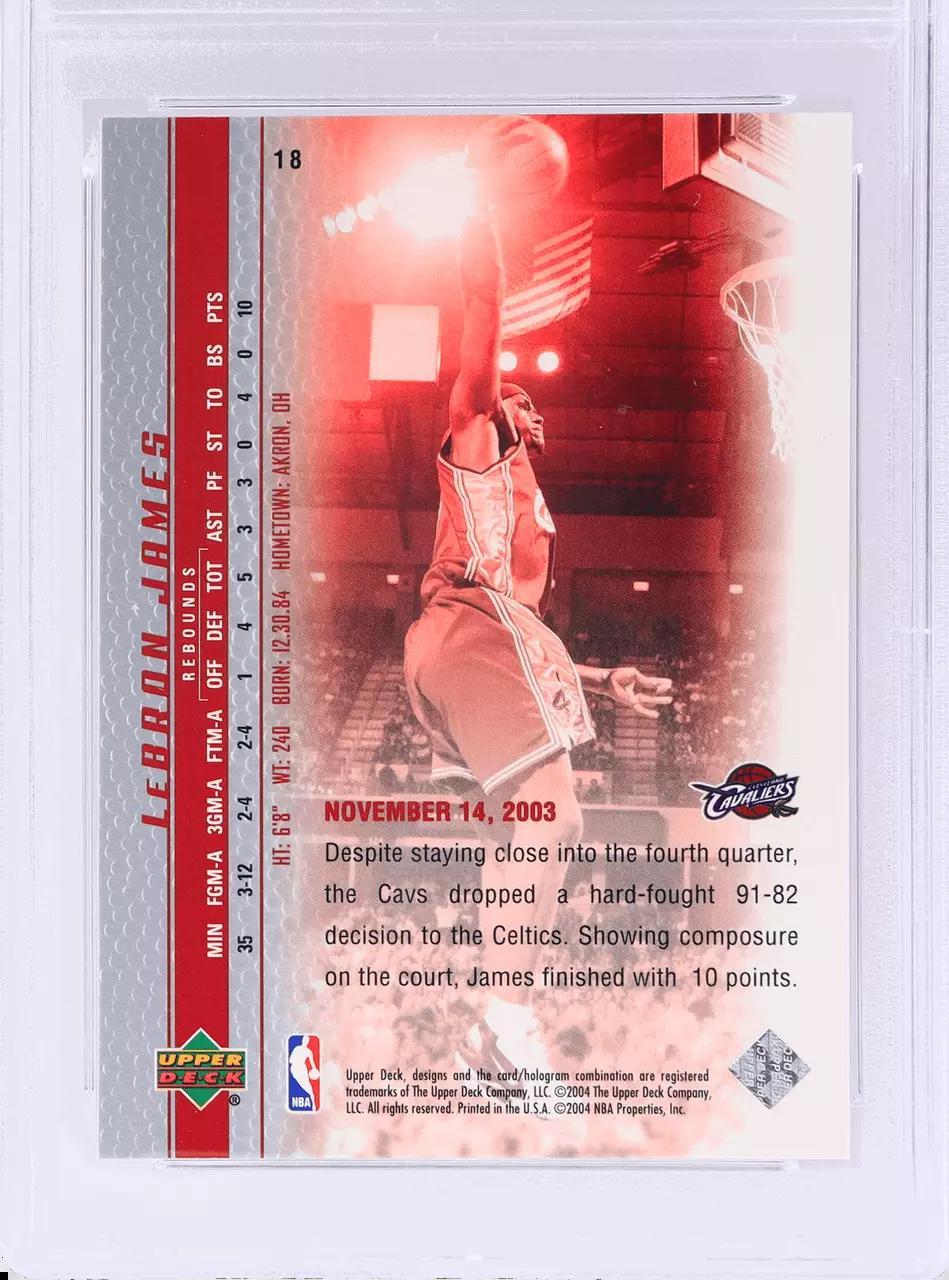 18
LeBRON JAMES
REBOUNDS
MIN FGM-A 3GM-A FTM-A OFF DEF TOT AST PF ST TO BS PTS
35 3-12 2-4 2-4 1 4 5 3 3 0 4 0 10
HT: 6'8" WT: 240 BORN: 12.30.84 HOMETOWN: AKRON, OH
CLEVELAND
CAVALIERS
NOVEMBER 14, 2003
Despite staying close into the fourth quarter,
the Cavs dropped a hard-fought 91-82
decision to the Celtics. Showing composure
on the court, James finished with 10 points.
UPPER
DECK
®
NBA
Upper Deck, designs and the card/hologram combination are registered
trademarks of The Upper Deck Company, LLC. ©2004 The Upper Deck Company,
LLC. All rights reserved. Printed in the U.S.A. ©2004 NBA Properties, Inc.